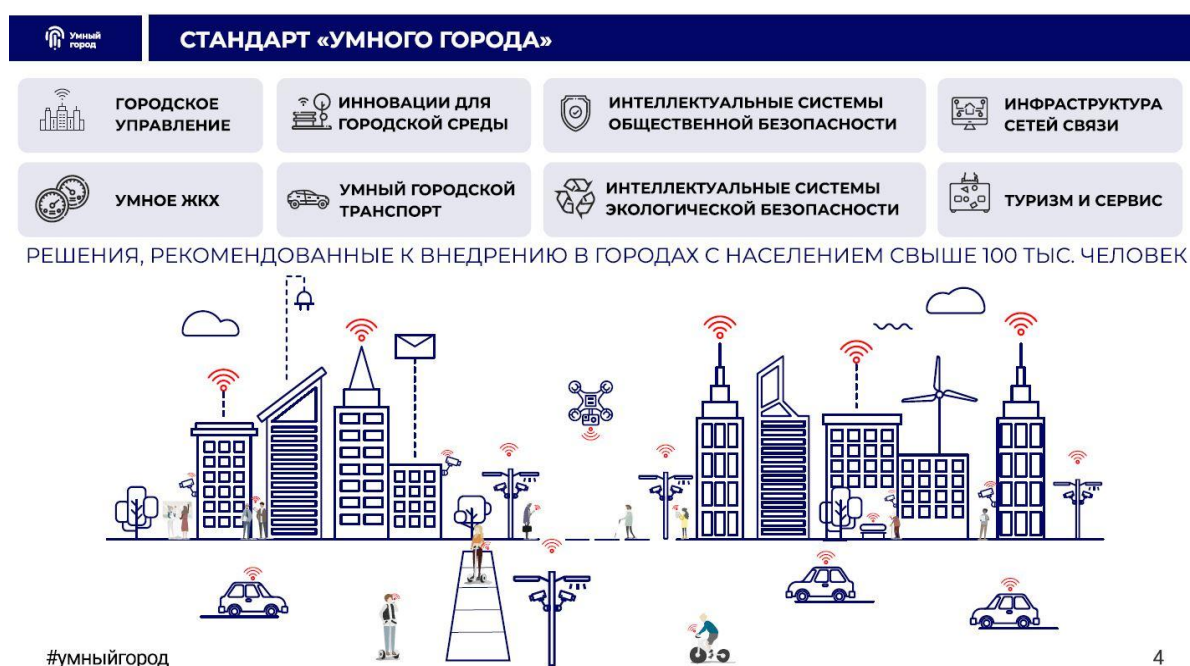 Умный
город
СТАНДАРТ «УМНОГО ГОРОДА»
ГОРОДСКОЕ
УПРАВЛЕНИЕ
ИННОВАЦИИ ДЛЯ
ГОРОДСКОЙ СРЕДЫ
ИНТЕЛЛЕКТУАЛЬНЫЕ СИСТЕМЫ
ОБЩЕСТВЕННОЙ БЕЗОПАСНОСТИ
ИНФРАСТРУКТУРА
СЕТЕЙ СВЯЗИ
УМНОЕ ЖКХ
УМНЫЙ ГОРОДСКОЙ
ТРАНСПОРТ
ИНТЕЛЛЕКТУАЛЬНЫЕ СИСТЕМЫ
ЭКОЛОГИЧЕСКОЙ БЕЗОПАСНОСТИ
ТУРИЗМ И СЕРВИС
РЕШЕНИЯ, РЕКОМЕНДОВАННЫЕ К ВНЕДРЕНИЮ В ГОРОДАХ С НАСЕЛЕНИЕМ СВЫШЕ 100 ТЫС. ЧЕЛОВЕК
#умныйгород
4